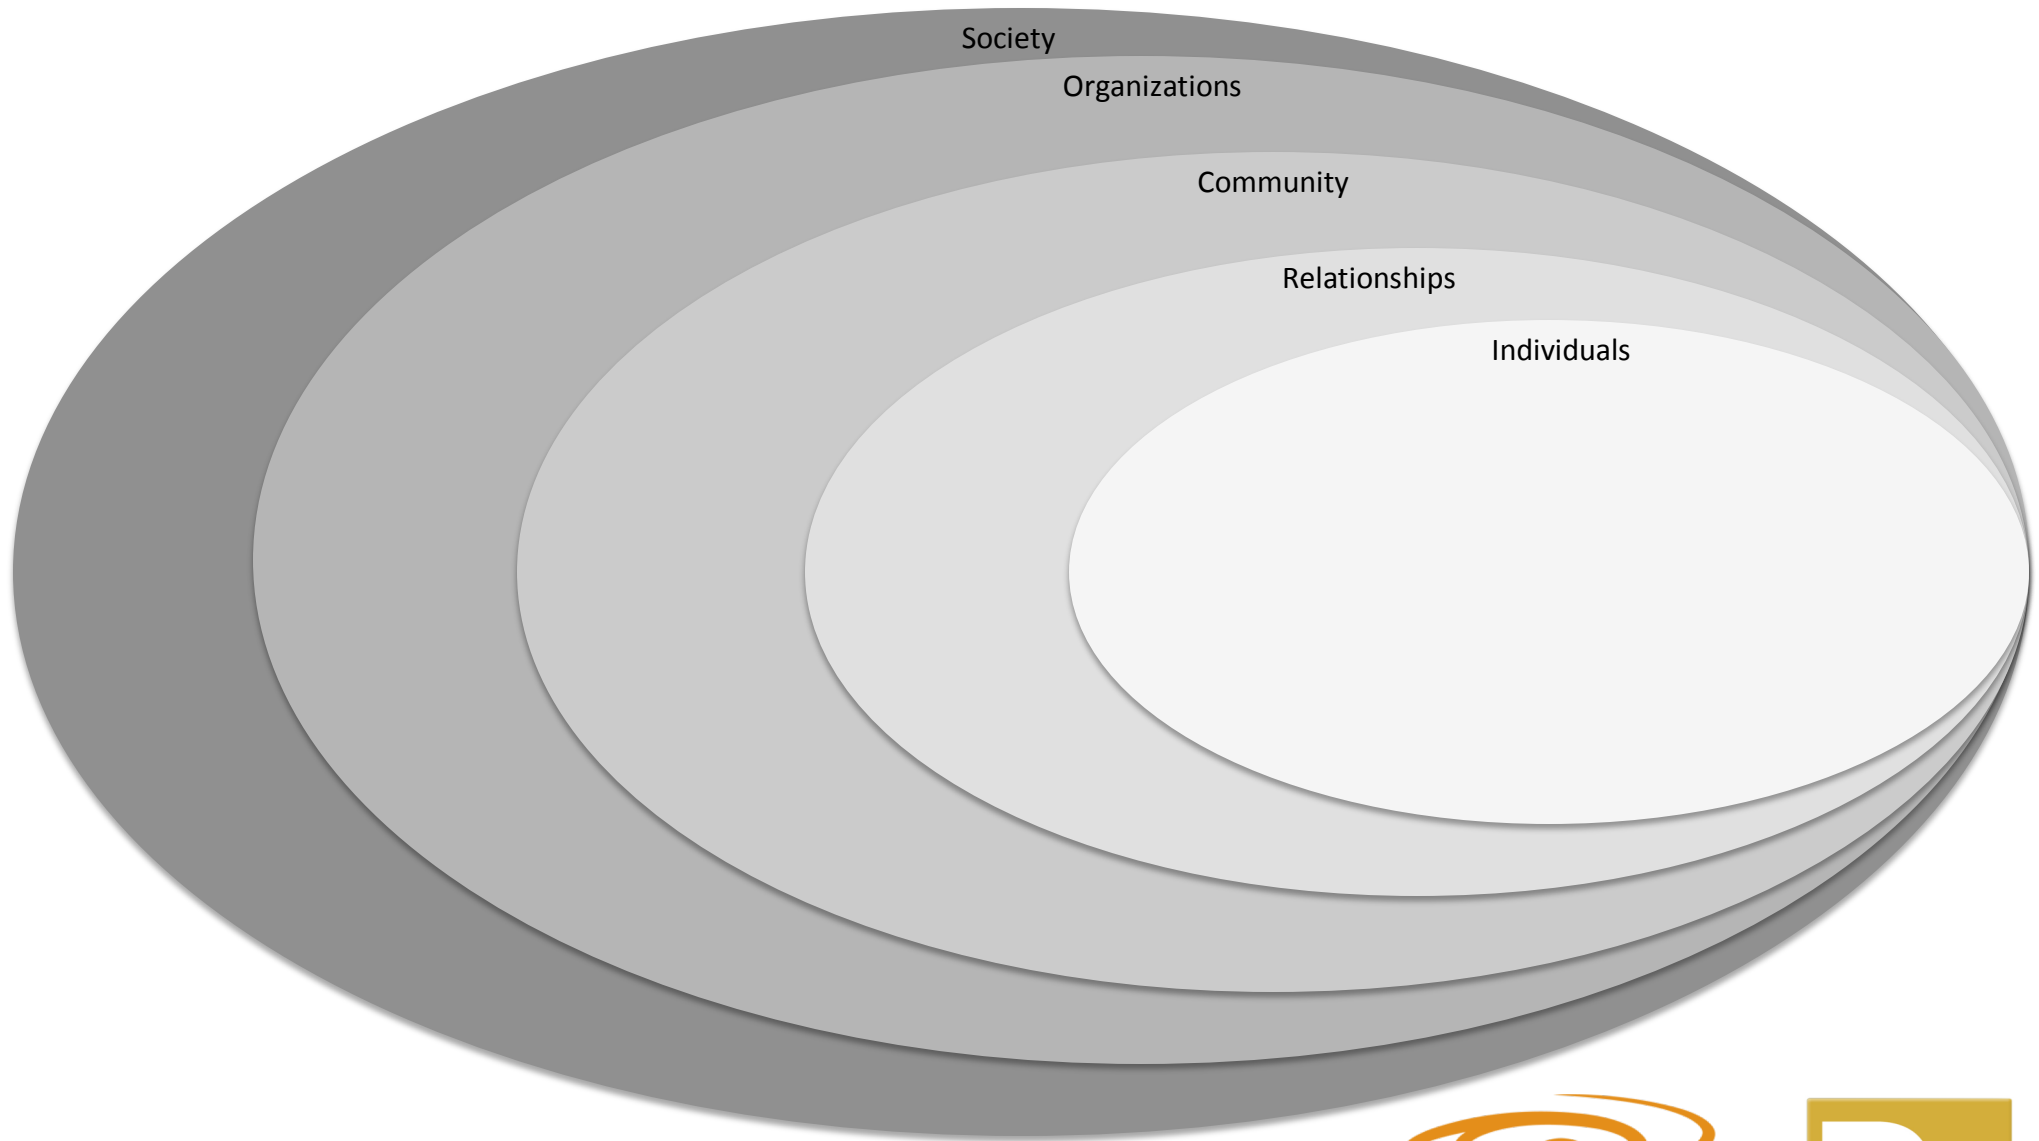 Society
Organizations
Community
Relationships
Individuals